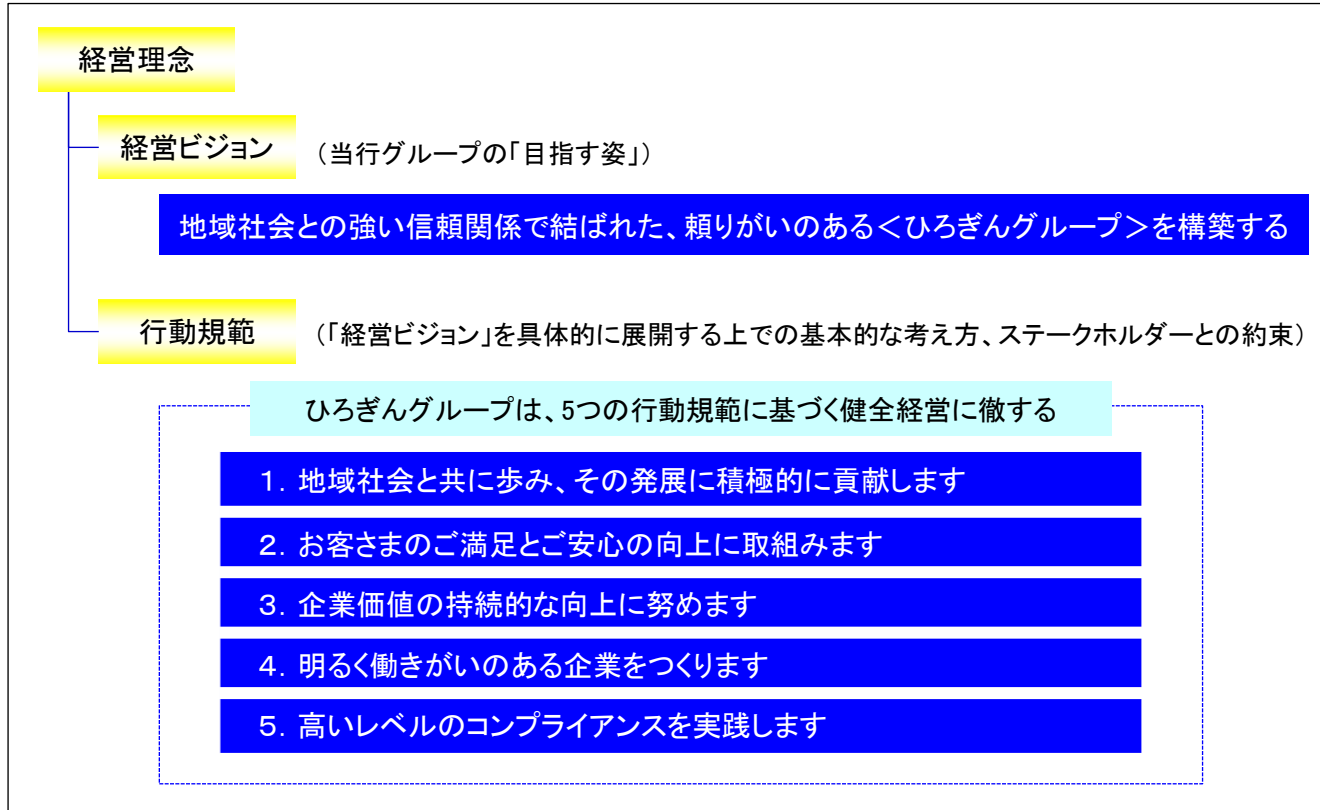 経営理念
経営ビジョン (当行グループの「目指す姿」)
地域社会との強い信頼関係で結ばれた、頼りがいのある<ひろぎんグループ>を構築する
行動規範 (「経営ビジョン」を具体的に展開する上での基本的な考え方、ステークホルダーとの約束)
ひろぎんグループは、5つの行動規範に基づく健全経営に徹する
1. 地域社会と共に歩み、その発展に積極的に貢献します
2. お客さまのご満足とご安心の向上に取組みます
3. 企業価値の持続的な向上に努めます
4. 明るく働きがいのある企業をつくります
5. 高いレベルのコンプライアンスを実践します